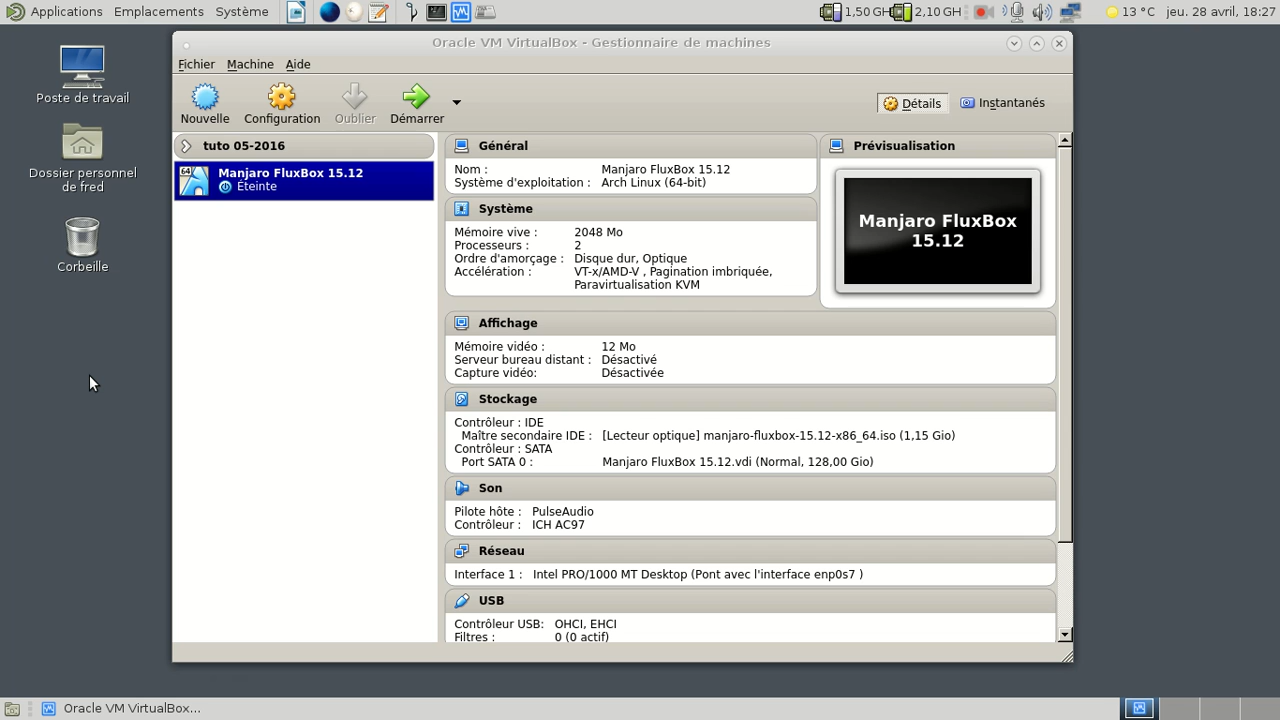 Applications Emplacements Système 1,50 GH 2,10 GH 13 °C jeu. 28 avril, 18:27
Poste de travail
Dossier personnel
de fred
Corbeille
Oracle VM VirtualBox - Gestionnaire de machines
Fichier Machine Aide
Nouvelle Configuration Oublier Démarrer Détails Instantanés
tuto 05-2016
64 Manjaro FluxBox 15.12
Éteinte
Général
Nom : Manjaro FluxBox 15.12
Système d'exploitation : Arch Linux (64-bit)
Système
Mémoire vive : 2048 Mo
Processeurs : 2
Ordre d'amorçage : Disque dur, Optique
Accélération : VT-x/AMD-V , Pagination imbriquée,
Paravirtualisation KVM
Prévisualisation
Manjaro FluxBox
15.12
Affichage
Mémoire vidéo : 12 Mo
Serveur bureau distant : Désactivé
Capture vidéo: Désactivée
Stockage
Contrôleur : IDE
Maître secondaire IDE : [Lecteur optique] manjaro-fluxbox-15.12-x86_64.iso (1,15 Gio)
Contrôleur : SATA
Port SATA 0 : Manjaro FluxBox 15.12.vdi (Normal, 128,00 Gio)
Son
Pilote hôte : PulseAudio
Contrôleur : ICH AC97
Réseau
Interface 1 : Intel PRO/1000 MT Desktop (Pont avec l'interface enp0s7 )
USB
Contrôleur USB: OHCI, EHCI
Filtres : 0 (0 actif)
Oracle VM VirtualBox...